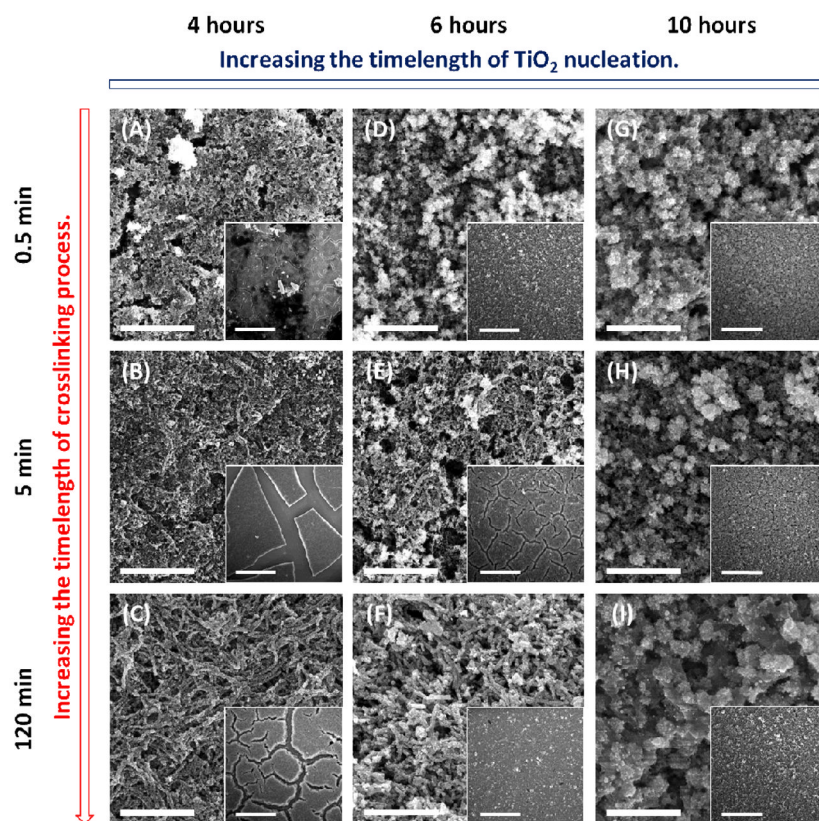 4 hours 6 hours 10 hours
Increasing the timelength of TiO₂ nucleation.
Increasing the timelength of crosslinking process.
0.5 min
(A) (D) (G)
5 min
(B) (E) (H)
120 min
(C) (F) (I)